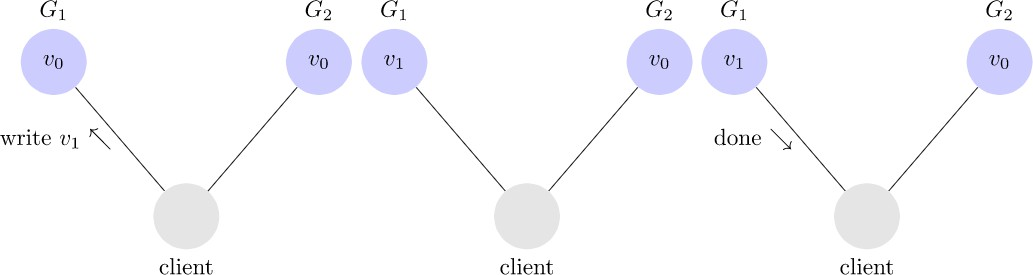 G₁ G₂ G₁ G₂ G₁ G₂
v₀ v₀ v₁ v₀ v₁ v₀
write v₁ done
client client client